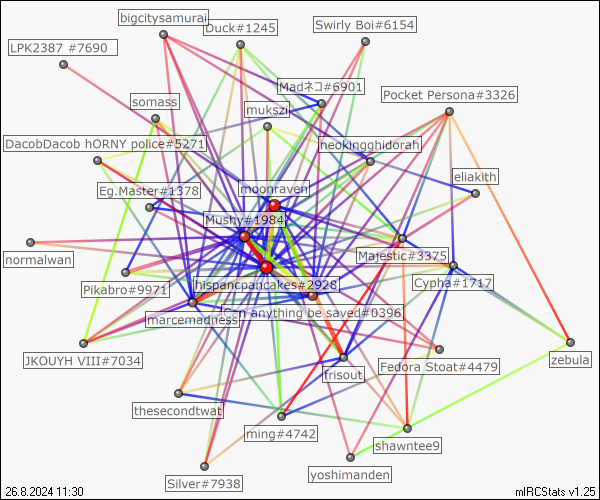 bigcitysamurai
Duck#1245
Swirly Boi#6154
LPK2387 #7690
Madネコ#6901
Pocket Persona#3326
somass
mukszi
DacobDacob hORNY police#5271
neokingghidorah
Eg.Master#1378
moonraven
eliakith
Mushy#1984
normalwan
Majestic#3375
Pikabro#9971
hispancpancakes#2928
Cypha#1717
marcemadness
Can anything be saved#0396
JKOUYH VIII#7034
frisout
Fedora Stoat#4479
zebula
thesecondtwat
ming#4742
shawntee9
Silver#7938
yoshimanden
26.8.2024 11:30
mIRCStats v1.25